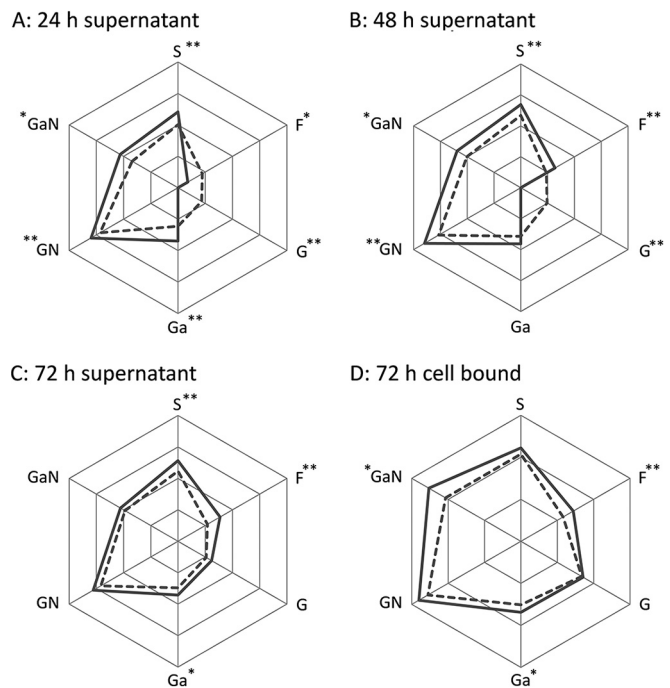 A: 24 h supernatant
S**
*GaN
F*
**GN
G**
Ga**
B: 48 h supernatant
S**
*GaN
F**
**GN
G**
Ga
C: 72 h supernatant
S**
GaN
F**
GN
G
Ga*
D: 72 h cell bound
S
*GaN
F**
GN
G
Ga*